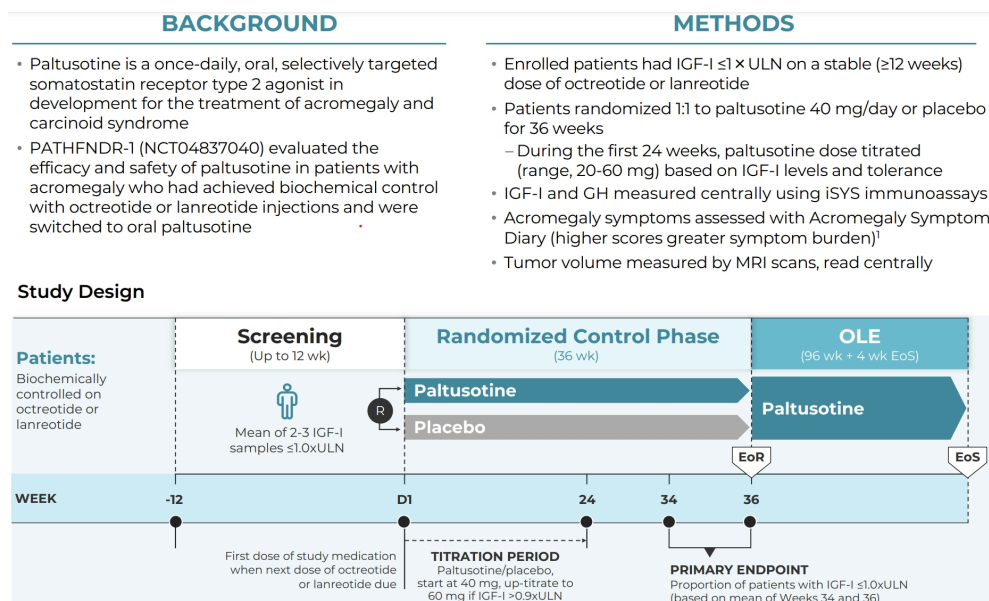 BACKGROUND
• Paltusotine is a once-daily, oral, selectively targeted
somatostatin receptor type 2 agonist in
development for the treatment of acromegaly and
carcinoid syndrome
• PATHFNDR-1 (NCT04837040) evaluated the
efficacy and safety of paltusotine in patients with
acromegaly who had achieved biochemical control
with octreotide or lanreotide injections and were
switched to oral paltusotine
METHODS
• Enrolled patients had IGF-I ≤1 × ULN on a stable (≥12 weeks)
dose of octreotide or lanreotide
• Patients randomized 1:1 to paltusotine 40 mg/day or placebo
for 36 weeks
– During the first 24 weeks, paltusotine dose titrated
(range, 20-60 mg) based on IGF-I levels and tolerance
• IGF-I and GH measured centrally using iSYS immunoassays
• Acromegaly symptoms assessed with Acromegaly Symptom
Diary (higher scores greater symptom burden)¹
• Tumor volume measured by MRI scans, read centrally
Study Design
Patients:
Biochemically
controlled on
octreotide or
lanreotide
Screening
(Up to 12 wk)
Mean of 2-3 IGF-I
samples ≤1.0xULN
R
Randomized Control Phase
(36 wk)
Paltusotine
Placebo
OLE
(96 wk + 4 wk EoS)
Paltusotine
EoR
EoS
WEEK
-12
D1
24
34
36
First dose of study medication
when next dose of octreotide
or lanreotide due
TITRATION PERIOD
Paltusotine/placebo,
start at 40 mg, up-titrate to
60 mg if IGF-I >0.9xULN
PRIMARY ENDPOINT
Proportion of patients with IGF-I ≤1.0xULN
(based on mean of Weeks 34 and 36)